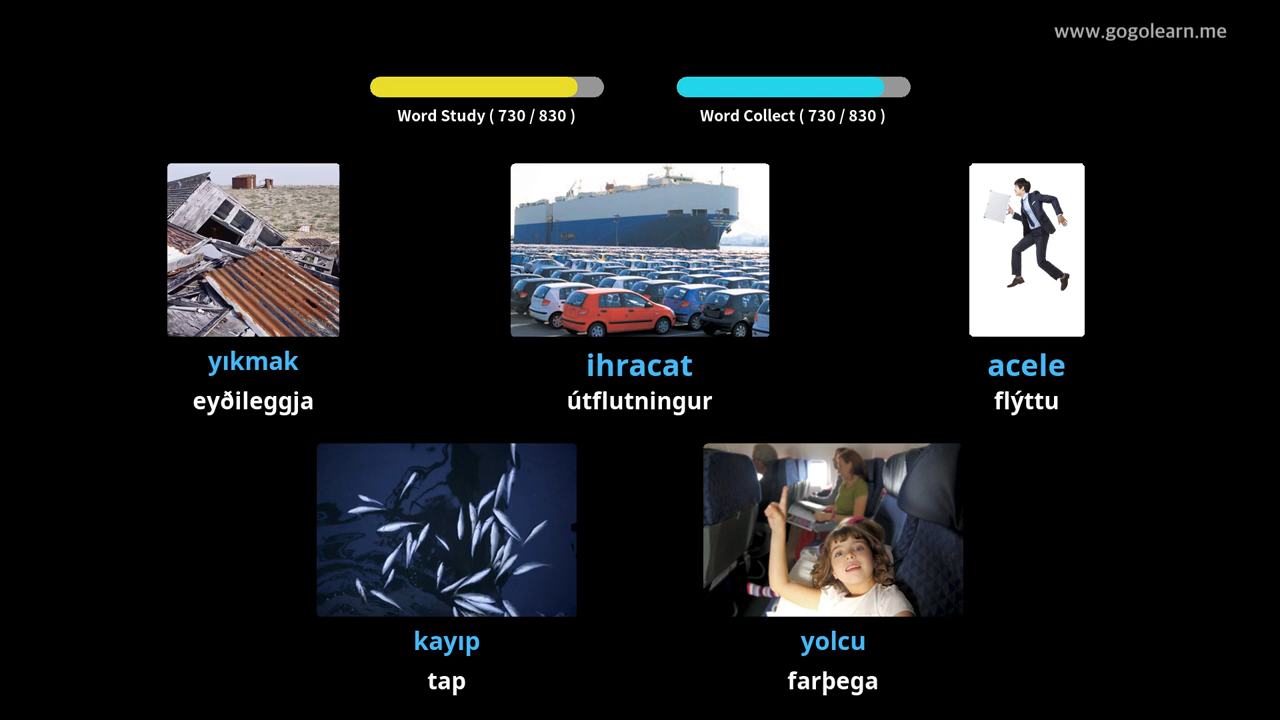 www.gogolearn.me
Word Study ( 730 / 830 )
Word Collect ( 730 / 830 )
yıkmak
eyðileggja
ihracat
útflutningur
acele
flýttu
kayıp
tap
yolcu
farþega